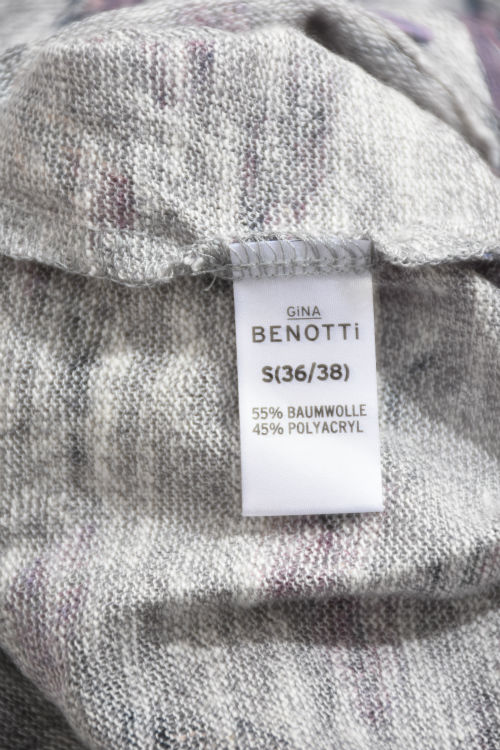 GiNA
BENOTTi
S(36/38)
55% BAUMWOLLE
45% POLYACRYL